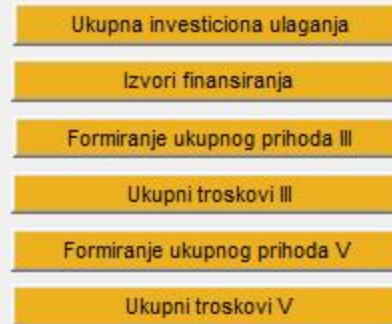 Ukupna investiciona ulaganja
Izvori finansiranja
Formiranje ukupnog prihoda III
Ukupni troskovi III
Formiranje ukupnog prihoda V
Ukupni troskovi V